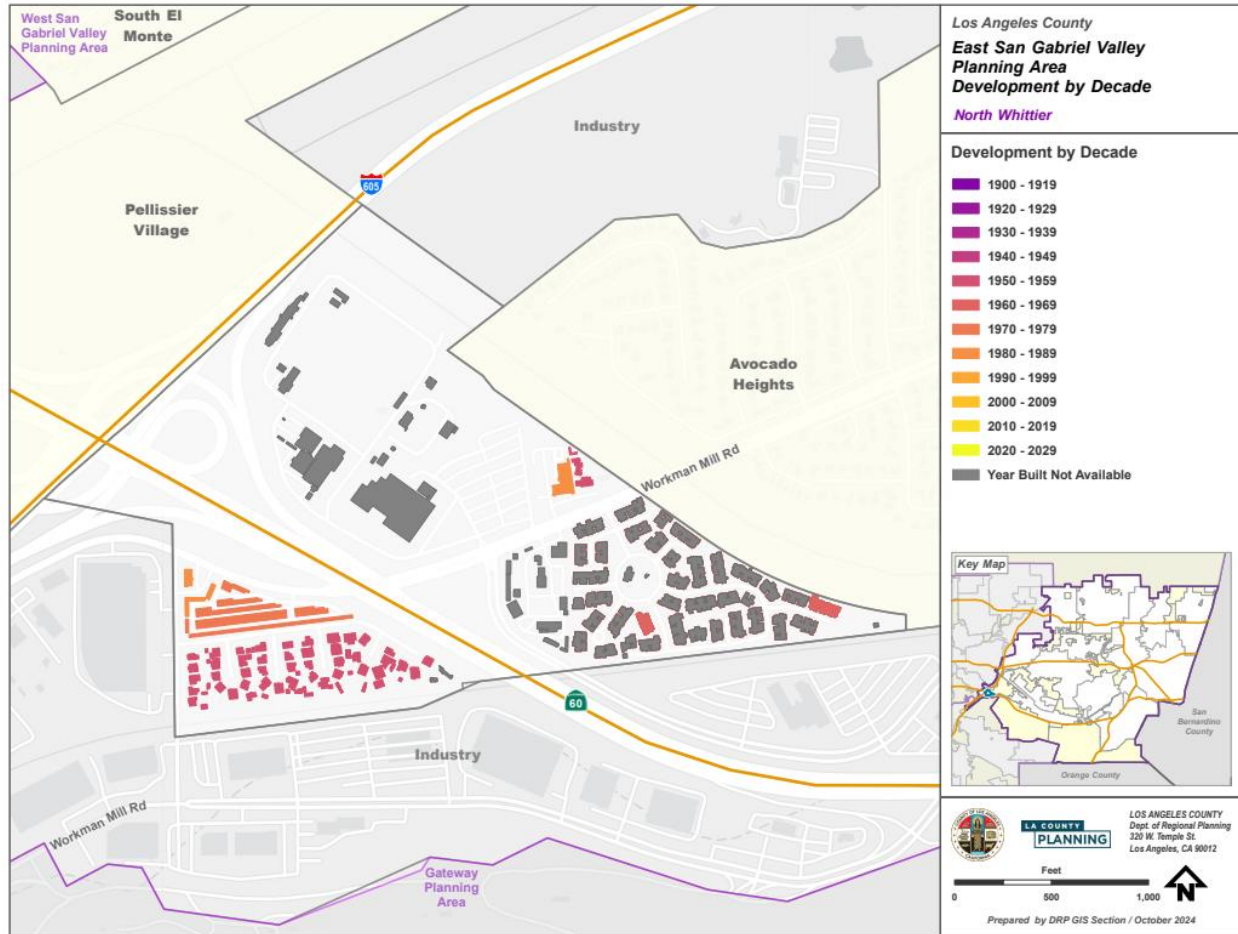 West San
Gabriel Valley
Planning Area
South El
Monte
Industry
605
Pellissier
Village
Avocado
Heights
Workman Mill Rd
60
Industry
Workman Mill Rd
Gateway
Planning
Area
Los Angeles County
East San Gabriel Valley
Planning Area
Development by Decade
North Whittier
Development by Decade
1900 - 1919
1920 - 1929
1930 - 1939
1940 - 1949
1950 - 1959
1960 - 1969
1970 - 1979
1980 - 1989
1990 - 1999
2000 - 2009
2010 - 2019
2020 - 2029
Year Built Not Available
Key Map
San
Bernardino
County
Orange County
LA COUNTY
PLANNING
LOS ANGELES COUNTY
Dept. of Regional Planning
320 W. Temple St.
Los Angeles, CA 90012
Feet
0 500 1,000
N
Prepared by DRP GIS Section / October 2024